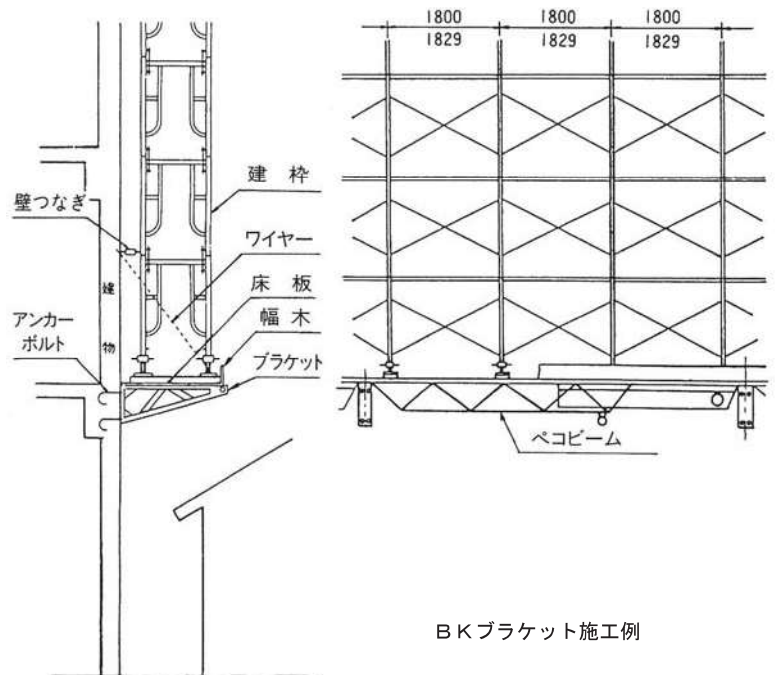 1800 1800 1800
1829 1829 1829
建枠
壁つなぎ
ワイヤー
建物
床板
幅木
アンカー
ボルト
ブラケット
ペコビーム
BKブラケット施工例